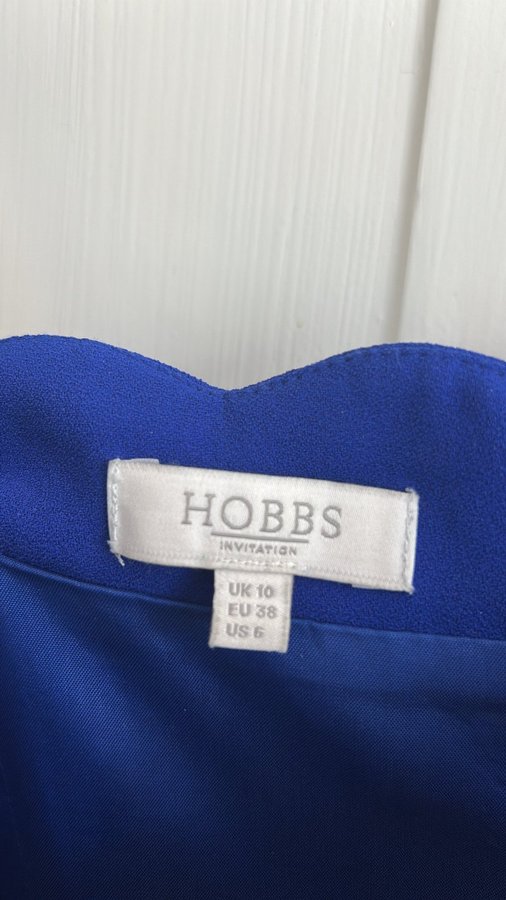 HOBBS
INVITATION
UK 10
EU 38
US 6